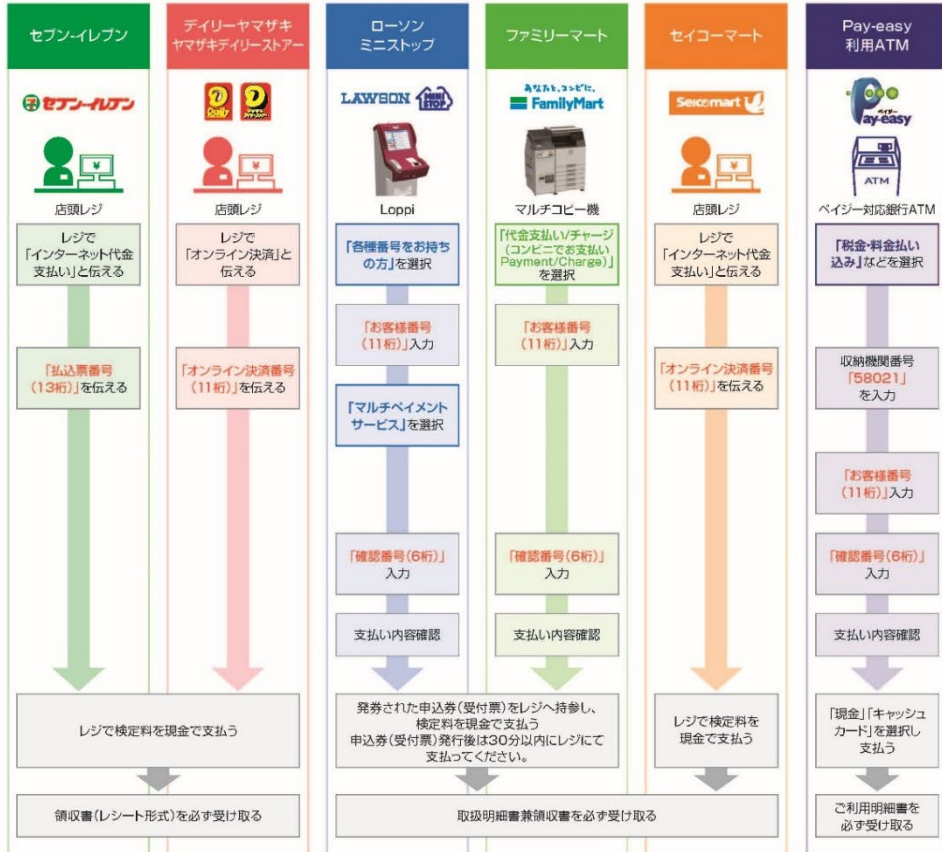 セブン-イレブン
セブン-イレブン
店頭レジ
レジで
「インターネット代金
支払い」と伝える
「払込票番号
(13桁)」を伝える
デイリーヤマザキ
ヤマザキデイリーストアー
Daily
店頭レジ
レジで
「オンライン決済」と
伝える
「オンライン決済番号
(11桁)」を伝える
レジで検定料を現金で支払う
領収書(レシート形式)を必ず受け取る
ローソン
ミニストップ
LAWSON
MINI
STOP
Loppi
「各種番号をお持ち
の方」を選択
「お客様番号
(11桁)」入力
「マルチペイメント
サービス」を選択
「確認番号(6桁)」
入力
支払い内容確認
ファミリーマート
あなたと、コンビに、
FamilyMart
マルチコピー機
「代金支払い/チャージ
(コンビニでお支払い
Payment/Charge)」
を選択
「お客様番号
(11桁)」入力
「確認番号(6桁)」
入力
支払い内容確認
発券された申込券(受付票)をレジへ持参し、
検定料を現金で支払う
申込券(受付票)発行後は30分以内にレジにて
支払ってください。
セイコーマート
Seicomart
店頭レジ
レジで
「インターネット代金
支払い」と伝える
「オンライン決済番号
(11桁)」を伝える
レジで検定料を
現金で支払う
取扱明細書兼領収書を必ず受け取る
Pay-easy
利用ATM
ペイジー
Pay-easy
ATM
ペイジー対応銀行ATM
「税金・料金払い
込み」などを選択
収納機関番号
「58021」
を入力
「お客様番号
(11桁)」入力
「確認番号(6桁)」
入力
支払い内容確認
「現金」「キャッシュ
カード」を選択し
支払う
ご利用明細書を
必ず受け取る